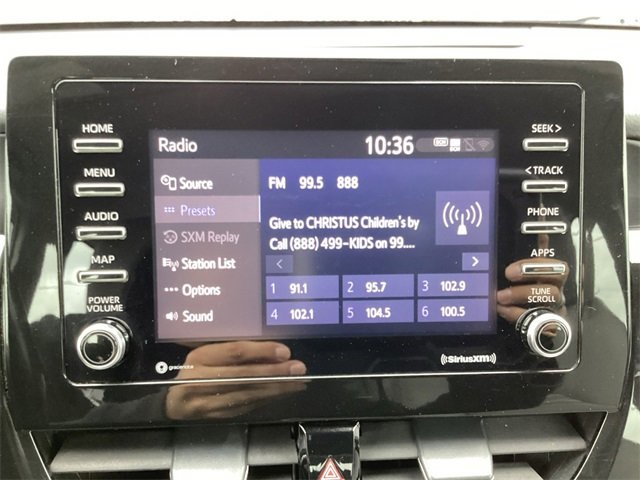 HOME
MENU
AUDIO
MAP
POWER
VOLUME
Radio
10:36
Source
Presets
SXM Replay
Station List
Options
Sound
FM 99.5 888
Give to CHRISTUS Children's by
Call (888) 499-KIDS on 99....
<
>
1 91.1
2 95.7
3 102.9
4 102.1
5 104.5
6 100.5
SEEK >
< TRACK
PHONE
APPS
TUNE
SCROLL
gracenote
((SiriusXM))